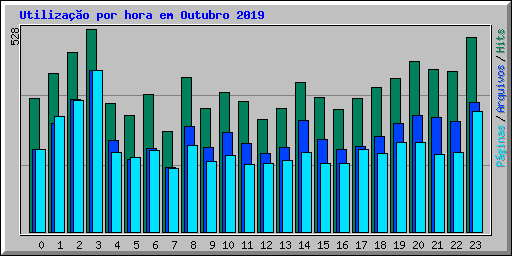 Utilização por hora em Outubro 2019
528
Páginas / Arquivos / Hits
0 1 2 3 4 5 6 7 8 9 10 11 12 13 14 15 16 17 18 19 20 21 22 23